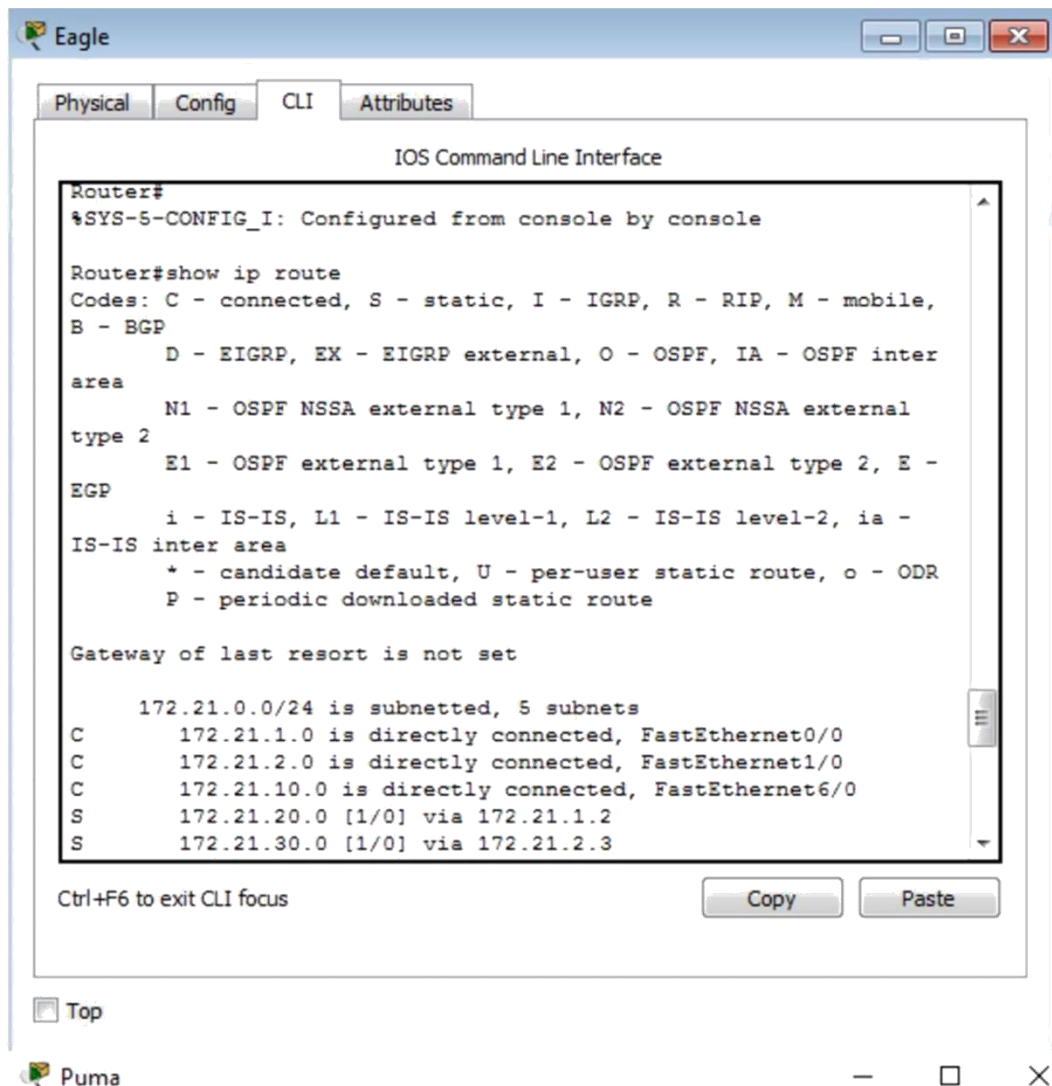 Eagle
Physical Config CLI Attributes
IOS Command Line Interface
Router#
%SYS-5-CONFIG_I: Configured from console by console
Router#show ip route
Codes: C - connected, S - static, I - IGRP, R - RIP, M - mobile,
B - BGP
D - EIGRP, EX - EIGRP external, O - OSPF, IA - OSPF inter
area
N1 - OSPF NSSA external type 1, N2 - OSPF NSSA external
type 2
E1 - OSPF external type 1, E2 - OSPF external type 2, E -
EGP
i - IS-IS, L1 - IS-IS level-1, L2 - IS-IS level-2, ia -
IS-IS inter area
* - candidate default, U - per-user static route, o - ODR
P - periodic downloaded static route
Gateway of last resort is not set
172.21.0.0/24 is subnetted, 5 subnets
C 172.21.1.0 is directly connected, FastEthernet0/0
C 172.21.2.0 is directly connected, FastEthernet1/0
C 172.21.10.0 is directly connected, FastEthernet6/0
S 172.21.20.0 [1/0] via 172.21.1.2
S 172.21.30.0 [1/0] via 172.21.2.3
Ctrl+F6 to exit CLI focus
Copy Paste
Top
Puma